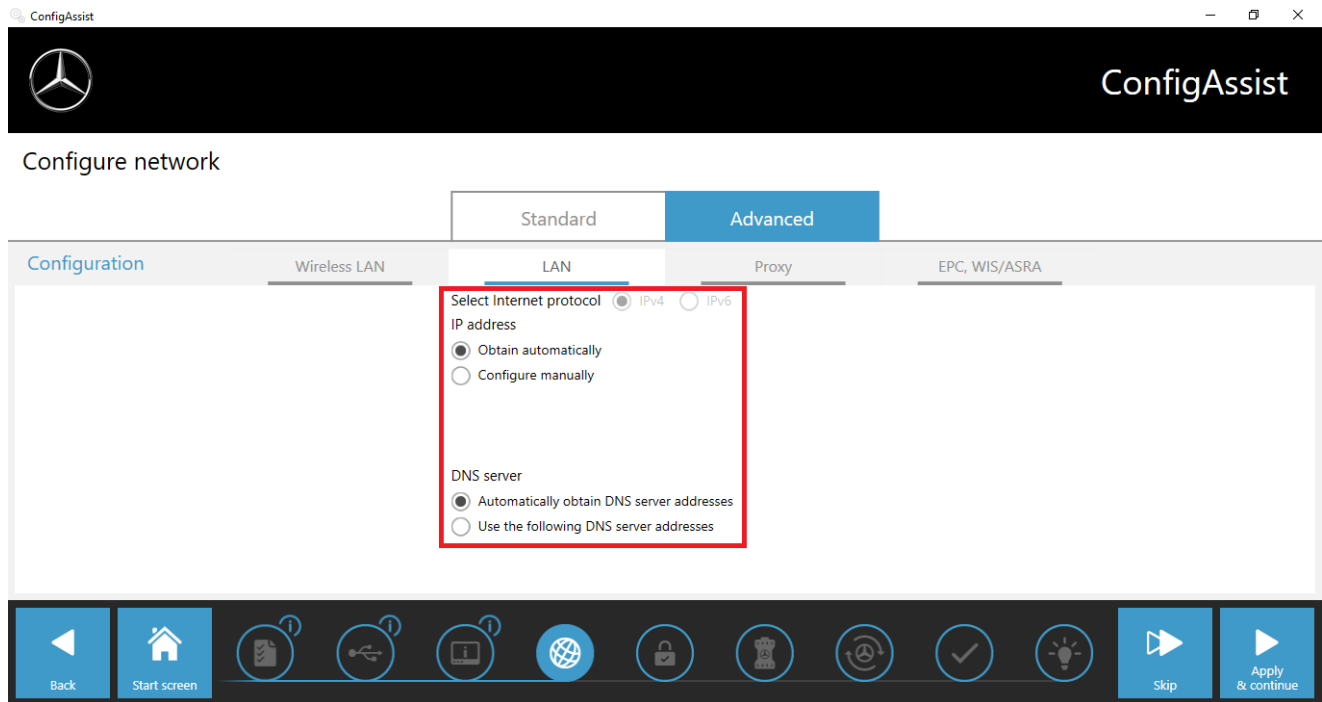 ConfigAssist
ConfigAssist
Configure network
Standard
Advanced
Configuration
Wireless LAN
LAN
Proxy
EPC, WIS/ASRA
Select Internet protocol IPv4 IPv6
IP address
Obtain automatically
Configure manually
DNS server
Automatically obtain DNS server addresses
Use the following DNS server addresses
Back
Start screen
Skip
Apply
& continue